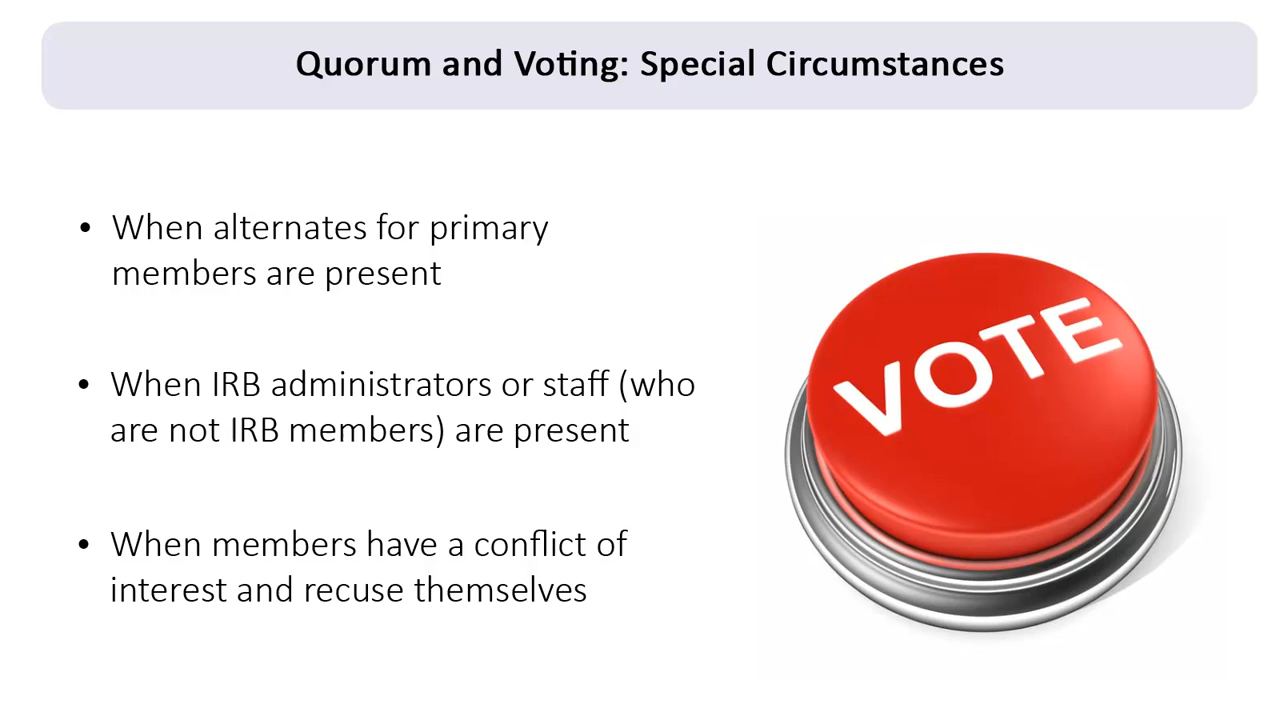 Quorum and Voting: Special Circumstances
• When alternates for primary
members are present
• When IRB administrators or staff (who
are not IRB members) are present
• When members have a conflict of
interest and recuse themselves
VOTE